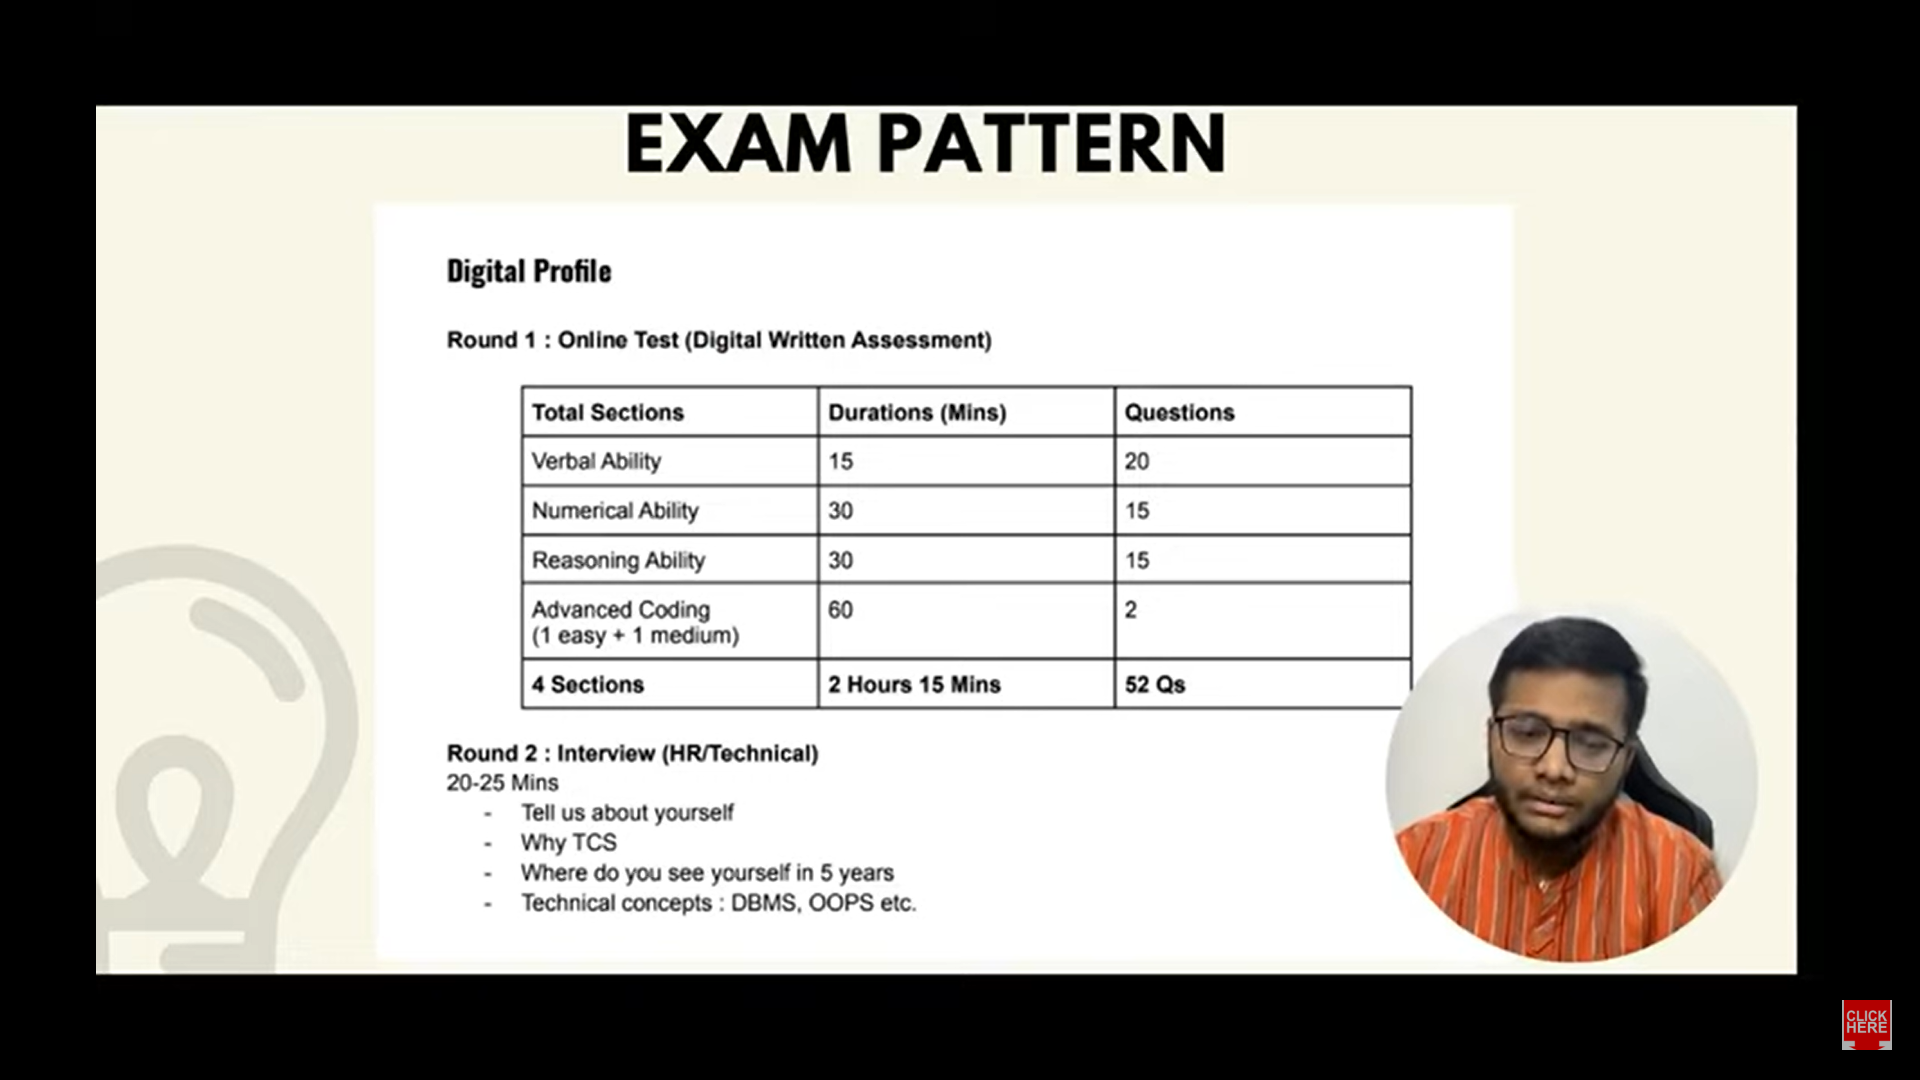 EXAM PATTERN
Digital Profile
Round 1 : Online Test (Digital Written Assessment)
Total Sections Durations (Mins) Questions
Verbal Ability 15 20
Numerical Ability 30 15
Reasoning Ability 30 15
Advanced Coding 60 2
(1 easy + 1 medium)
4 Sections 2 Hours 15 Mins 52 Qs
Round 2 : Interview (HR/Technical)
20-25 Mins
- Tell us about yourself
- Why TCS
- Where do you see yourself in 5 years
- Technical concepts : DBMS, OOPS etc.
CLICK
HERE